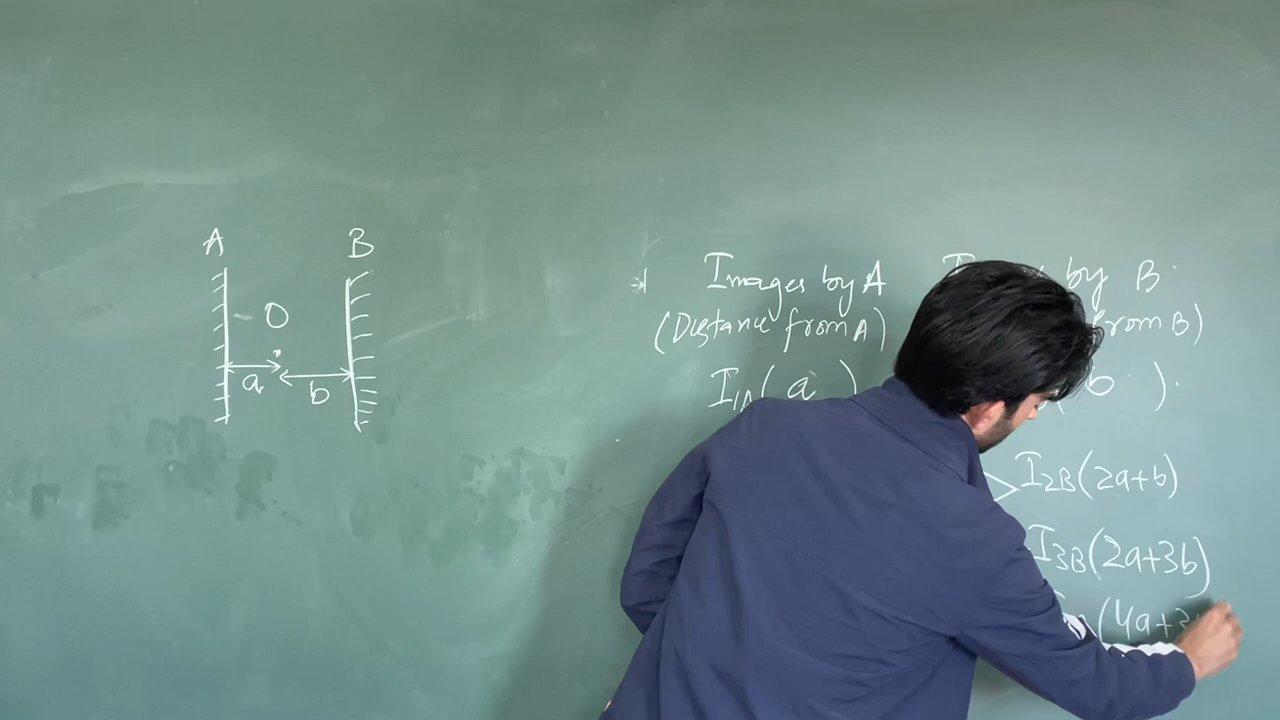 A B
O
a b
Images by A by B
(Distance from A) from B)
I1A(a) b)
I2B(2a+b)
I3B(2a+3b)
(4a+3